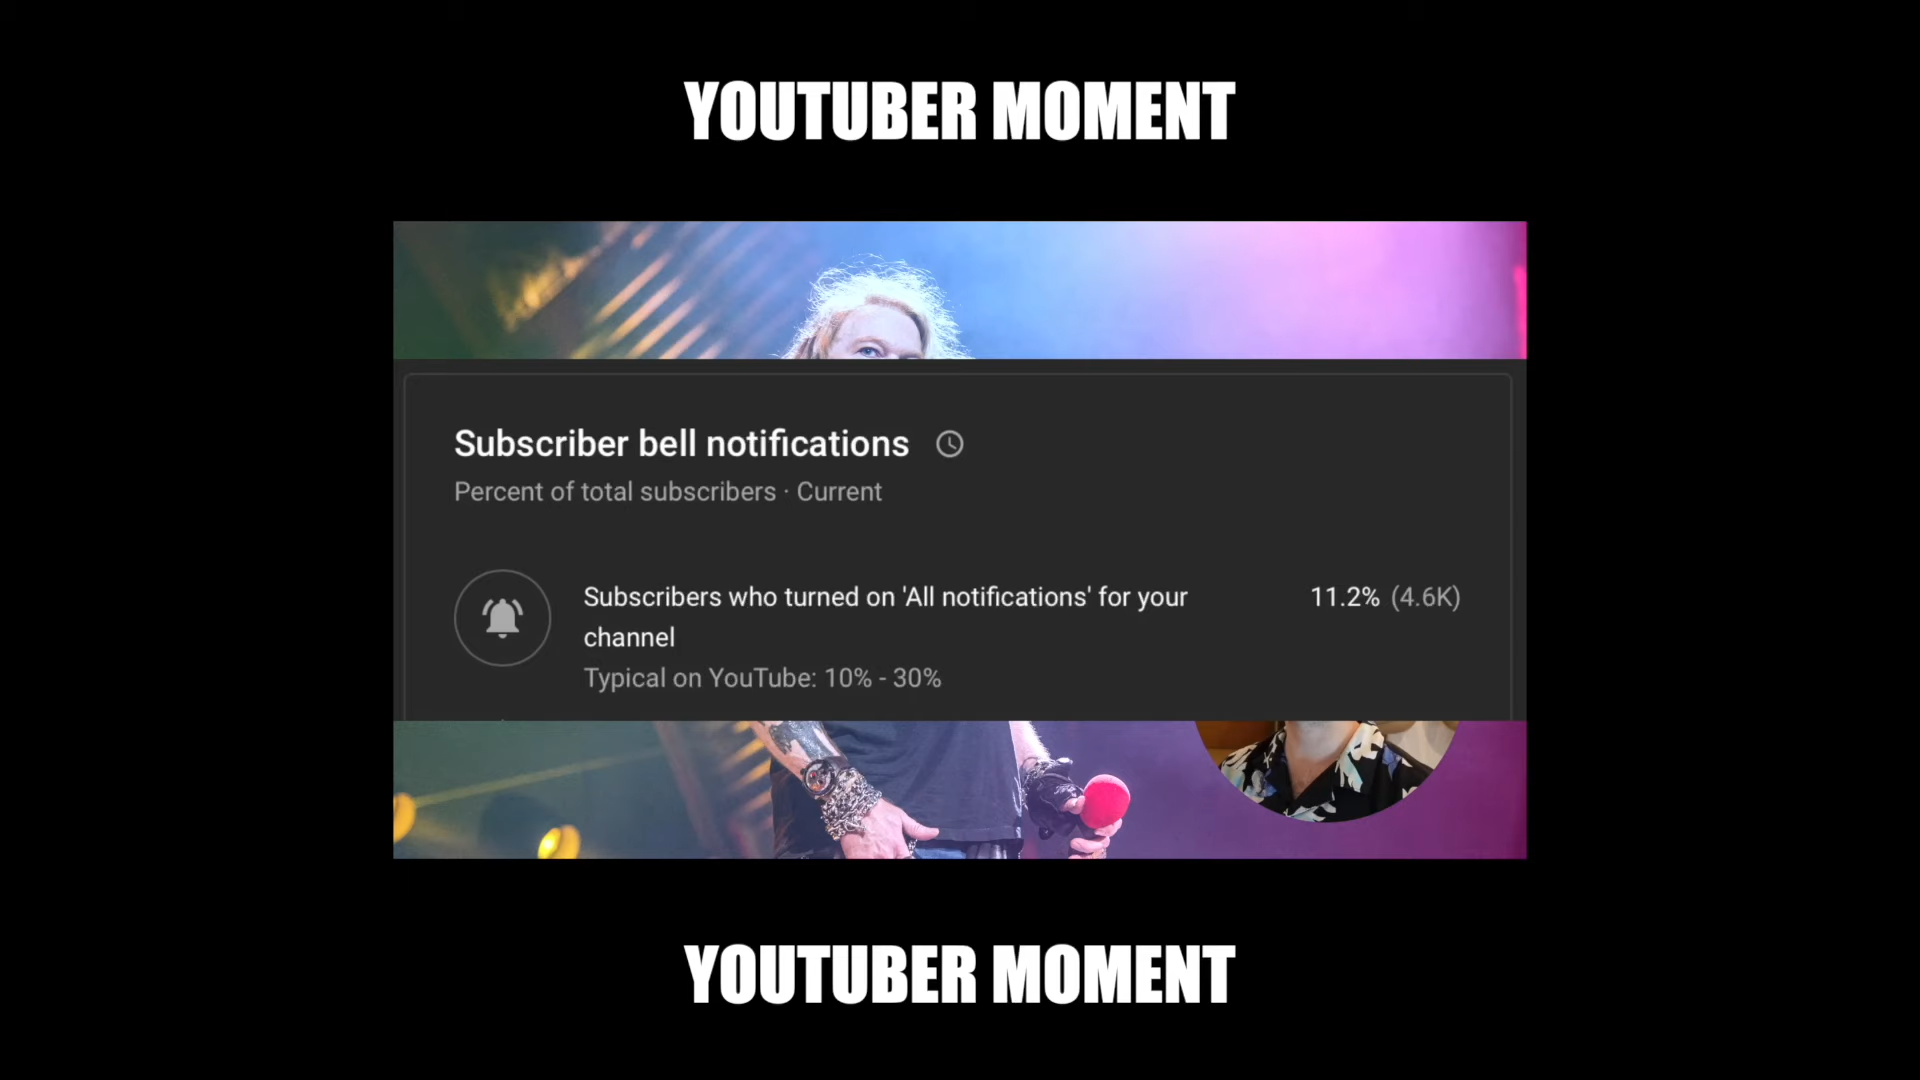 YOUTUBER MOMENT
Subscriber bell notifications
Percent of total subscribers · Current
Subscribers who turned on 'All notifications' for your 11.2% (4.6K)
channel
Typical on YouTube: 10% - 30%
YOUTUBER MOMENT